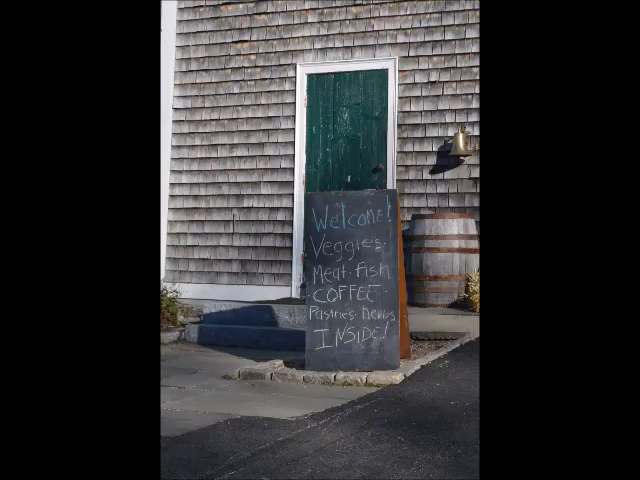 Welcome!
Veggies.
Meat. Fish
COFFEE.
Pastries. News
INSIDE!